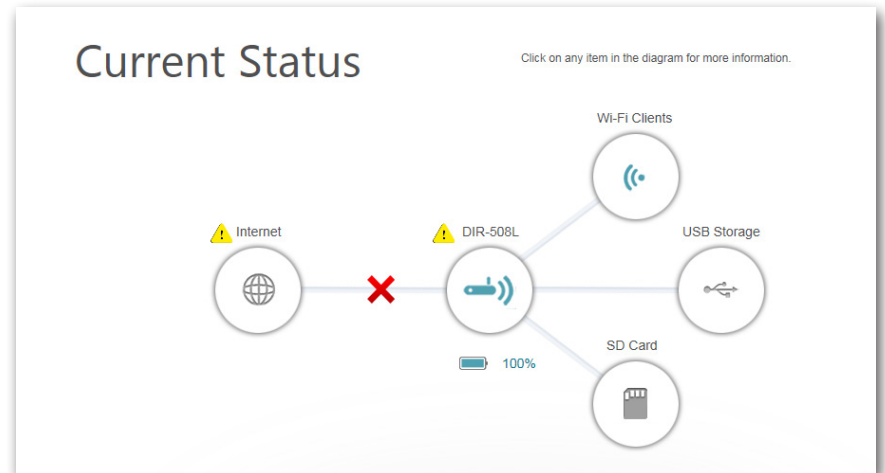 Current Status
Click on any item in the diagram for more information.
Wi-Fi Clients
Internet
DIR-508L
USB Storage
SD Card
100%